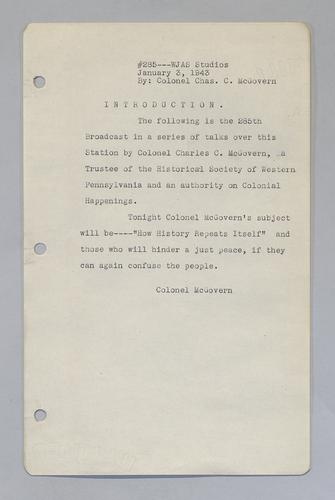 #285---WJAS Studios
January 3, 1943
By: Colonel Chas. C. McGovern
I N T R O D U C T I O N .
The following is the 285th
Broadcast in a series of talks over this
Station by Colonel Charles C. McGovern, a
Trustee of the Historical Society of Western
Pennsylvania and an authority on Colonial
Happenings.
Tonight Colonel McGovern's subject
will be----"How History Repeats Itself" and
those who will hinder a just peace, if they
can again confuse the people.
Colonel McGovern